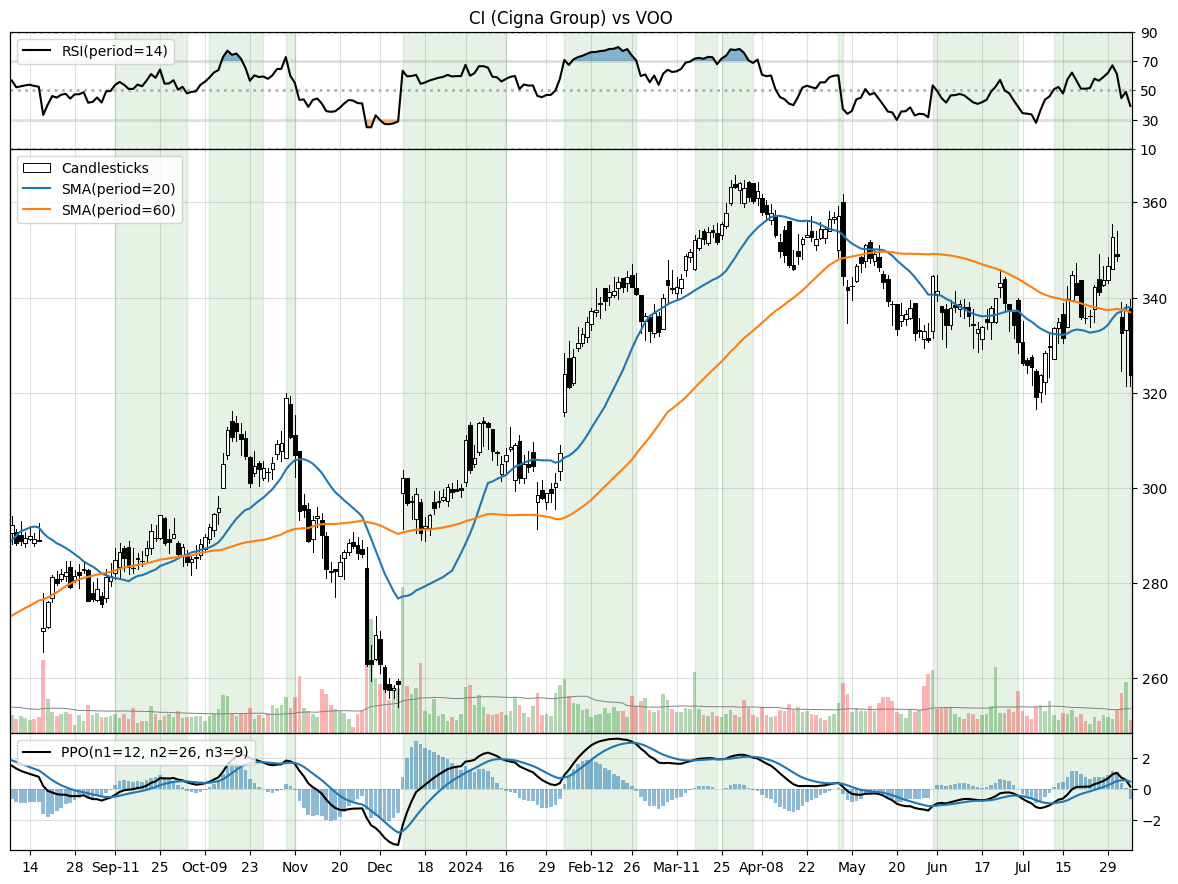 CI (Cigna Group) vs VOO
RSI(period=14)
90
70
50
30
10
Candlesticks
SMA(period=20)
SMA(period=60)
360
340
320
300
280
260
PPO(n1=12, n2=26, n3=9)
2
0
−2
14 28 Sep-11 25 Oct-09 23 Nov 20 Dec 18 2024 16 29 Feb-12 26 Mar-11 25 Apr-08 22 May 20 Jun 17 Jul 15 29